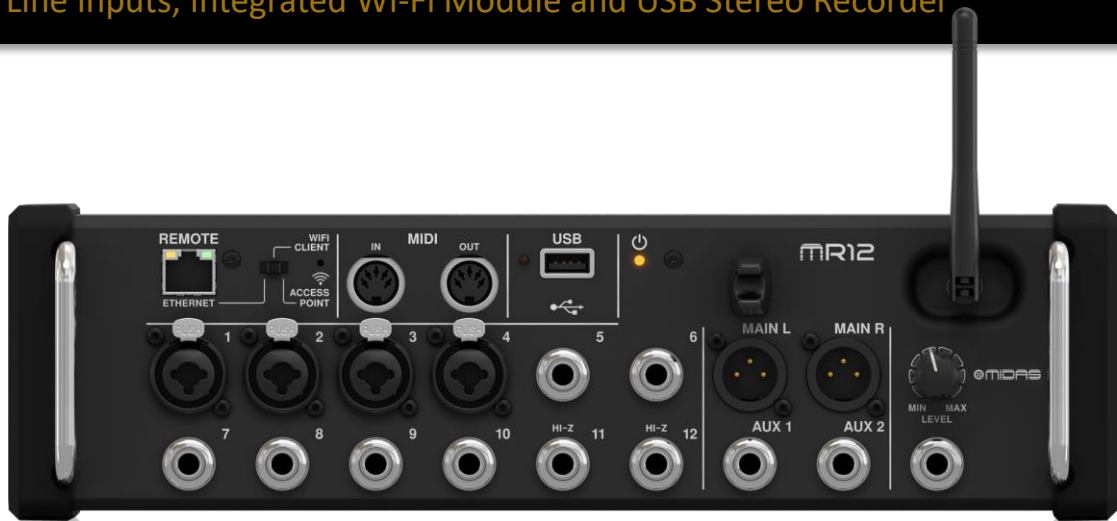 Line Inputs, Integrated Wi-Fi Module and USB Stereo Recorder
REMOTE
WIFI
CLIENT
ETHERNET
ACCESS
POINT
MIDI
IN
OUT
USB
MR12
PUSH
1
PUSH
2
PUSH
3
PUSH
4
5
6
MAIN L
MAIN R
MIDAS
MIN
MAX
LEVEL
7
8
9
10
HI-Z
11
HI-Z
12
AUX 1
AUX 2